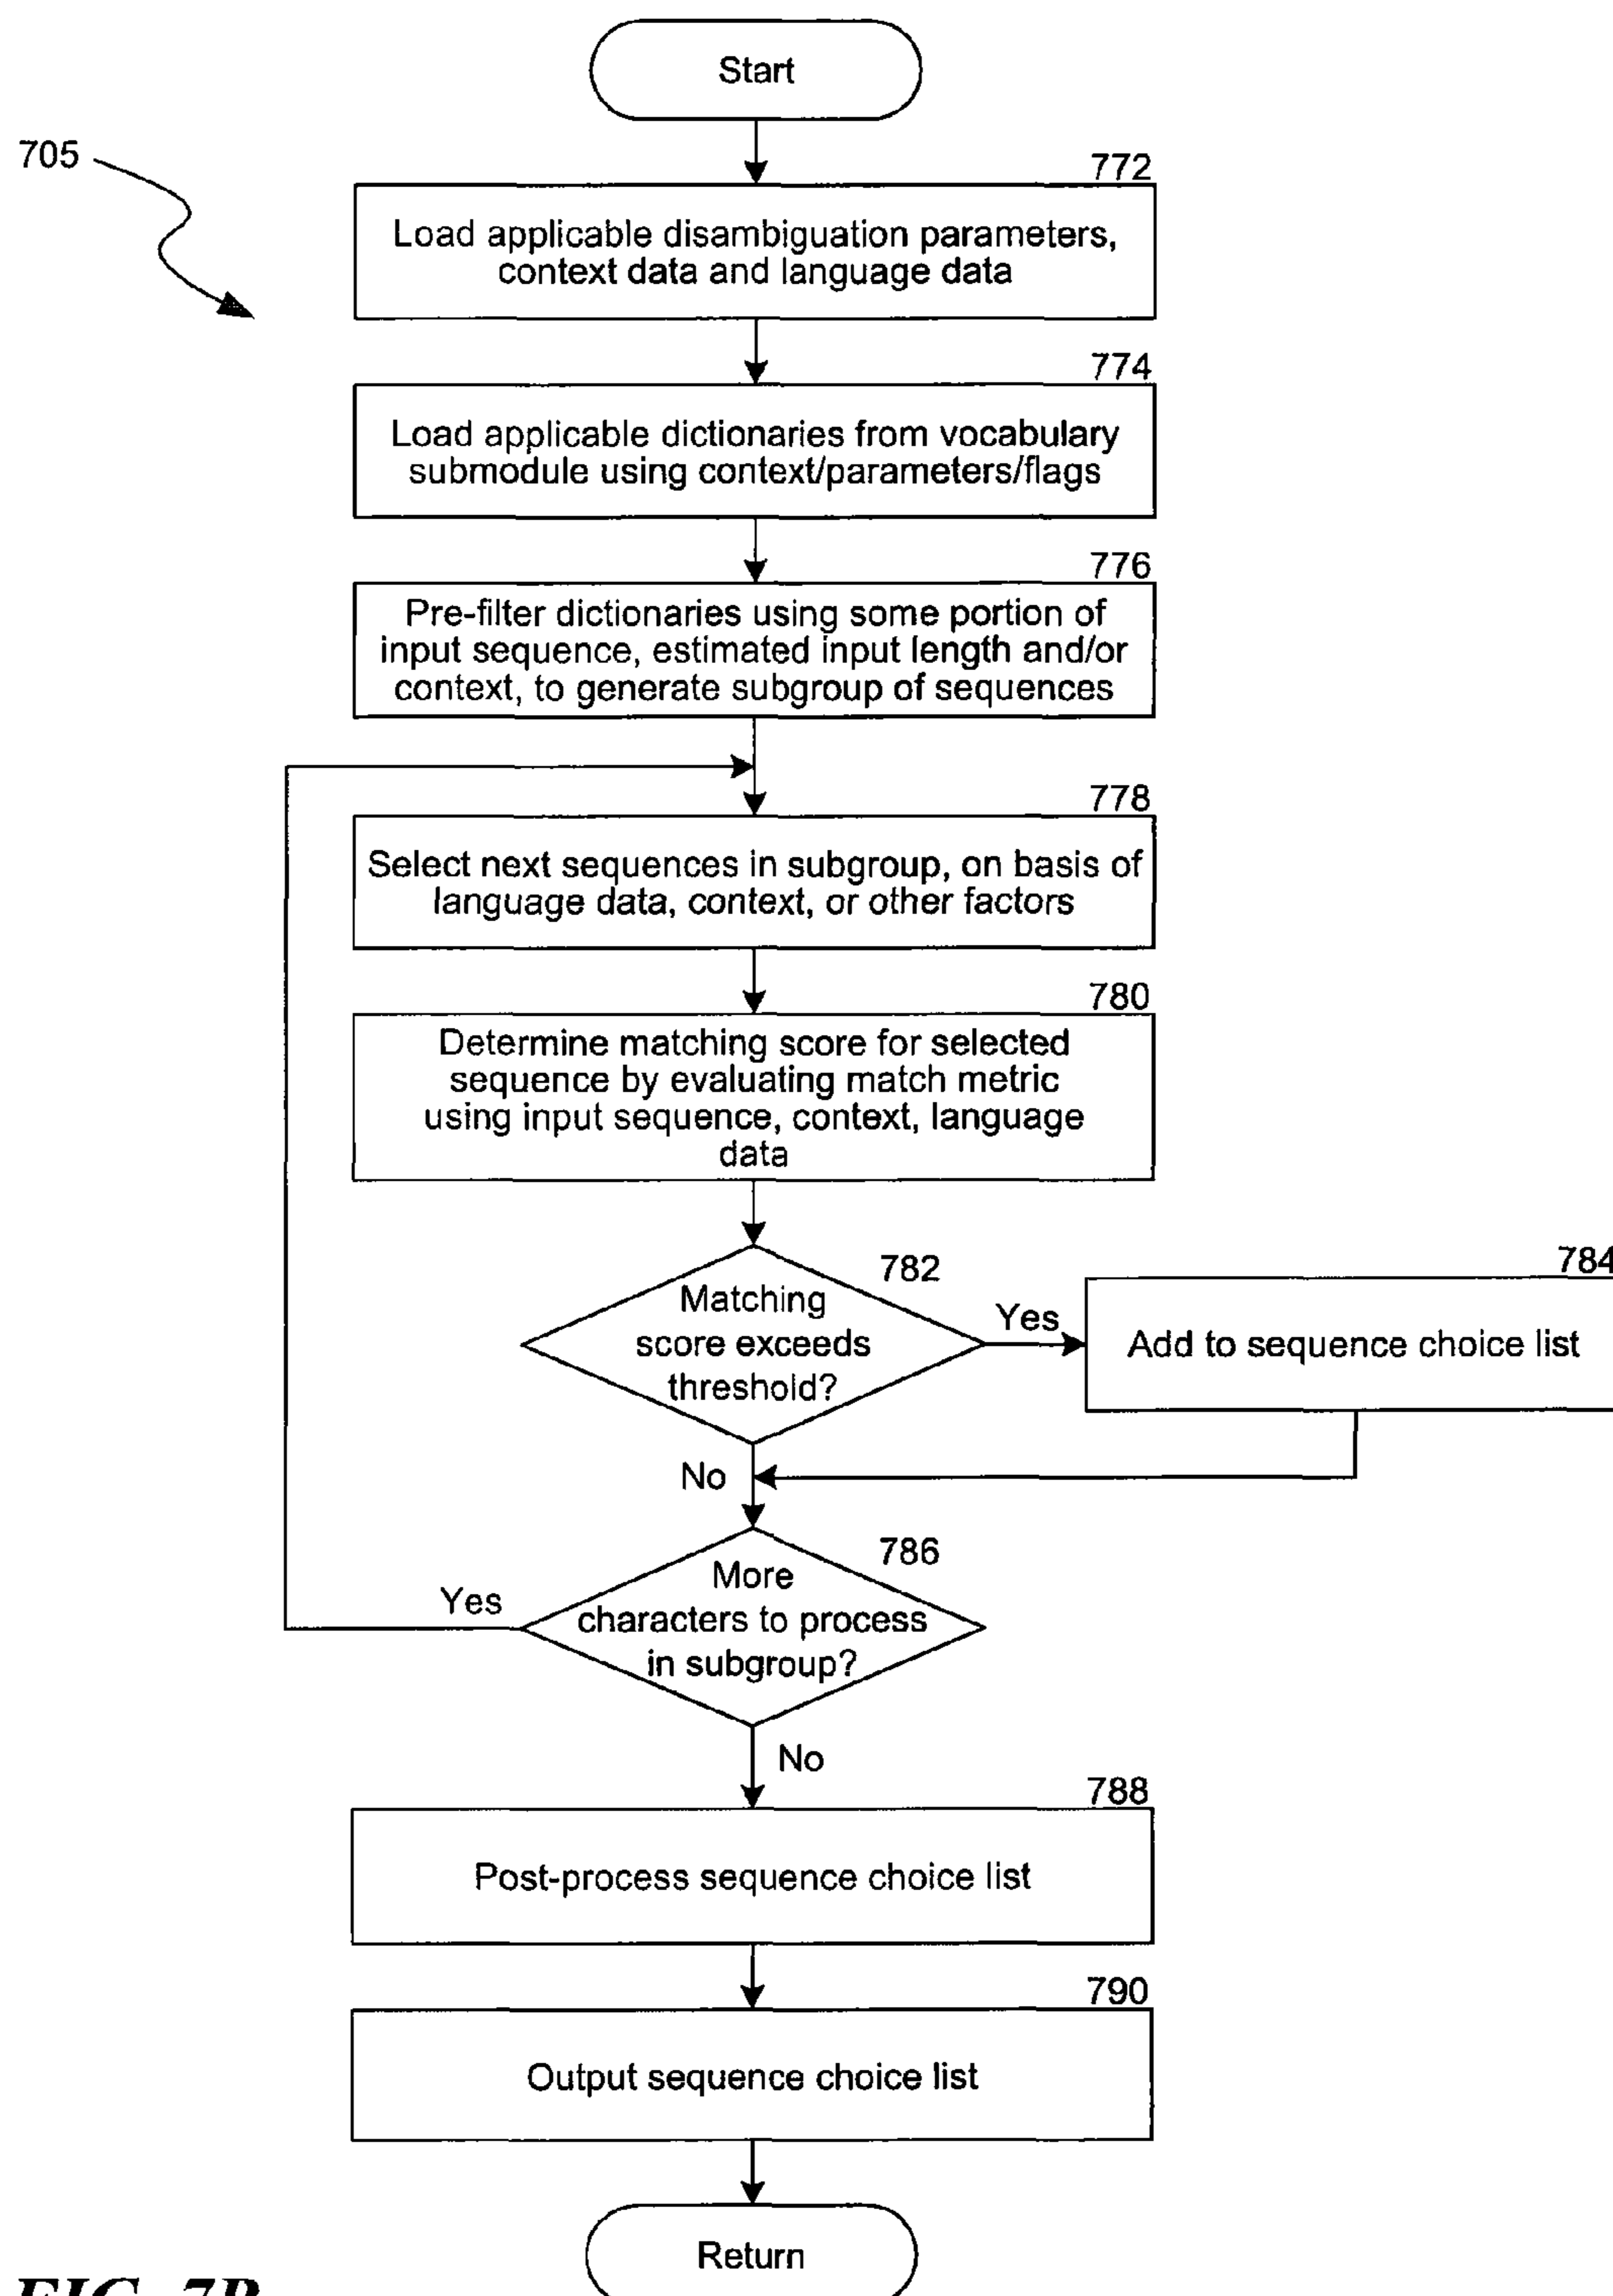 Start
705
772
Load applicable disambiguation parameters,
context data and language data
774
Load applicable dictionaries from vocabulary
submodule using context/parameters/flags
776
Pre-filter dictionaries using some portion of
input sequence, estimated input length and/or
context, to generate subgroup of sequences
778
Select next sequences in subgroup, on basis of
language data, context, or other factors
780
Determine matching score for selected
sequence by evaluating match metric
using input sequence, context, language
data
782
Matching
score exceeds
threshold?
Yes
784
Add to sequence choice list
No
786
More
characters to process
in subgroup?
Yes
No
788
Post-process sequence choice list
790
Output sequence choice list
Return
FIG. 7B